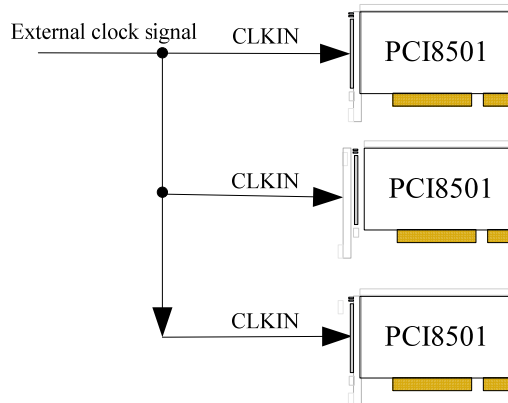 External clock signal
CLKIN
PCI8501
CLKIN
PCI8501
CLKIN
PCI8501